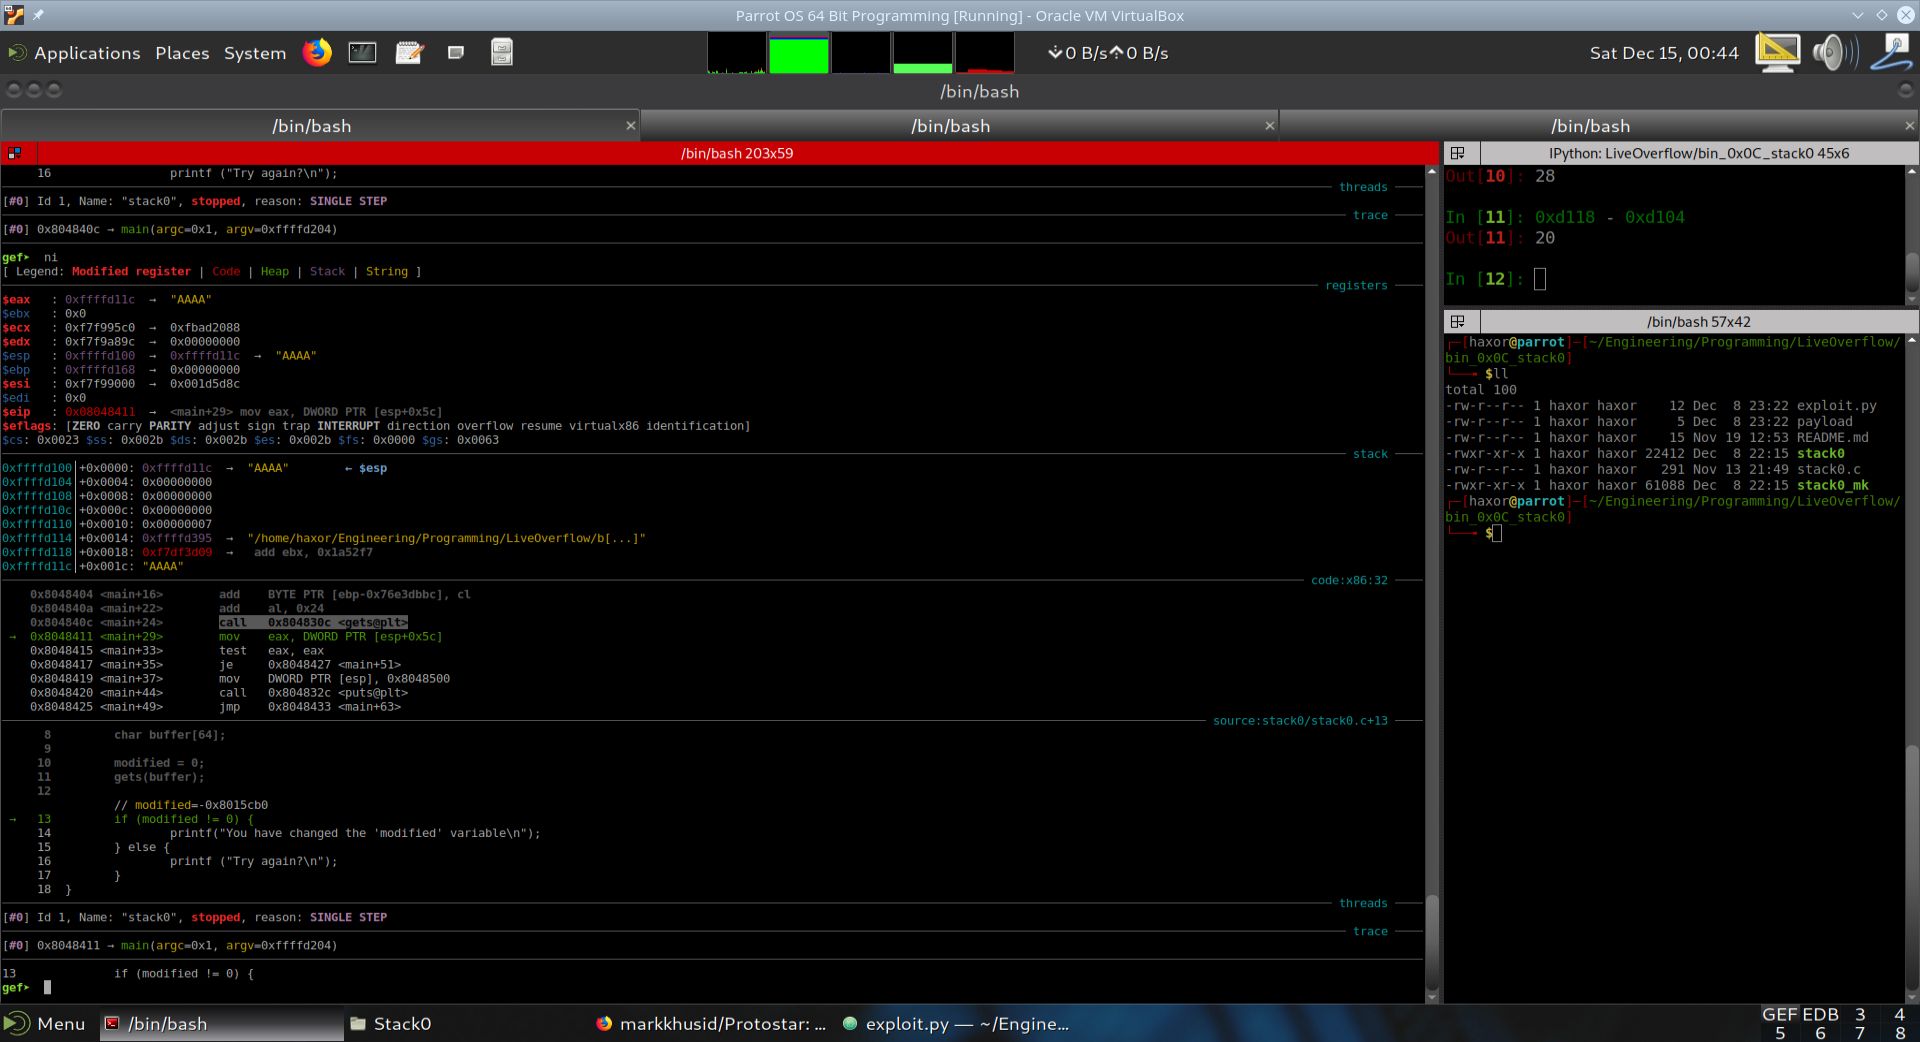 Parrot OS 64 Bit Programming [Running] - Oracle VM VirtualBox
Applications Places System
0 B/s 0 B/s
Sat Dec 15, 00:44
/bin/bash
/bin/bash × /bin/bash × /bin/bash ×
/bin/bash 203x59
16 printf ("Try again?\n");
threads
[#0] Id 1, Name: "stack0", stopped, reason: SINGLE STEP
trace
[#0] 0x804840c → main(argc=0x1, argv=0xffffd204)
gef➤ ni
[ Legend: Modified register | Code | Heap | Stack | String ]
registers
$eax : 0xffffd11c → "AAAA"
$ebx : 0x0
$ecx : 0xf7f995c0 → 0xfbad2088
$edx : 0xf7f9a89c → 0x00000000
$esp : 0xffffd100 → 0xffffd11c → "AAAA"
$ebp : 0xffffd168 → 0x00000000
$esi : 0xf7f99000 → 0x001d5d8c
$edi : 0x0
$eip : 0x08048411 → <main+29> mov eax, DWORD PTR [esp+0x5c]
$eflags: [ZERO carry PARITY adjust sign trap INTERRUPT direction overflow resume virtualx86 identification]
$cs: 0x0023 $ss: 0x002b $ds: 0x002b $es: 0x002b $fs: 0x0000 $gs: 0x0063
stack
0xffffd100│+0x0000: 0xffffd11c → "AAAA" ← $esp
0xffffd104│+0x0004: 0x00000000
0xffffd108│+0x0008: 0x00000000
0xffffd10c│+0x000c: 0x00000000
0xffffd110│+0x0010: 0x00000007
0xffffd114│+0x0014: 0xffffd395 → "/home/haxor/Engineering/Programming/LiveOverflow/b[...]"
0xffffd118│+0x0018: 0xf7df3d09 → add ebx, 0x1a52f7
0xffffd11c│+0x001c: "AAAA"
code:x86:32
0x8048404 <main+16> add BYTE PTR [ebp-0x76e3dbbc], cl
0x804840a <main+22> add al, 0x24
0x804840c <main+24> call 0x804830c <gets@plt>
→ 0x8048411 <main+29> mov eax, DWORD PTR [esp+0x5c]
0x8048415 <main+33> test eax, eax
0x8048417 <main+35> je 0x8048427 <main+51>
0x8048419 <main+37> mov DWORD PTR [esp], 0x8048500
0x8048420 <main+44> call 0x804832c <puts@plt>
0x8048425 <main+49> jmp 0x8048433 <main+63>
source:stack0/stack0.c+13
8 char buffer[64];
9
10 modified = 0;
11 gets(buffer);
12
// modified=-0x8015cb0
→ 13 if (modified != 0) {
14 printf("You have changed the 'modified' variable\n");
15 } else {
16 printf ("Try again?\n");
17 }
18 }
threads
[#0] Id 1, Name: "stack0", stopped, reason: SINGLE STEP
trace
[#0] 0x8048411 → main(argc=0x1, argv=0xffffd204)
13 if (modified != 0) {
gef➤
IPython: LiveOverflow/bin_0x0C_stack0 45x6
Out[10]: 28
In [11]: 0xd118 - 0xd104
Out[11]: 20
In [12]:
/bin/bash 57x42
┌─[haxor@parrot]─[~/Engineering/Programming/LiveOverflow/
bin_0x0C_stack0]
└──╼ $ll
total 100
-rw-r--r-- 1 haxor haxor 12 Dec 8 23:22 exploit.py
-rw-r--r-- 1 haxor haxor 5 Dec 8 23:22 payload
-rw-r--r-- 1 haxor haxor 15 Nov 19 12:53 README.md
-rwxr-xr-x 1 haxor haxor 22412 Dec 8 22:15 stack0
-rw-r--r-- 1 haxor haxor 291 Nov 13 21:49 stack0.c
-rwxr-xr-x 1 haxor haxor 61088 Dec 8 22:15 stack0_mk
┌─[haxor@parrot]─[~/Engineering/Programming/LiveOverflow/
bin_0x0C_stack0]
└──╼ $
Menu /bin/bash Stack0 markkhusid/Protostar: ... exploit.py — ~/Engine...
GEF EDB 3 4
5 6 7 8